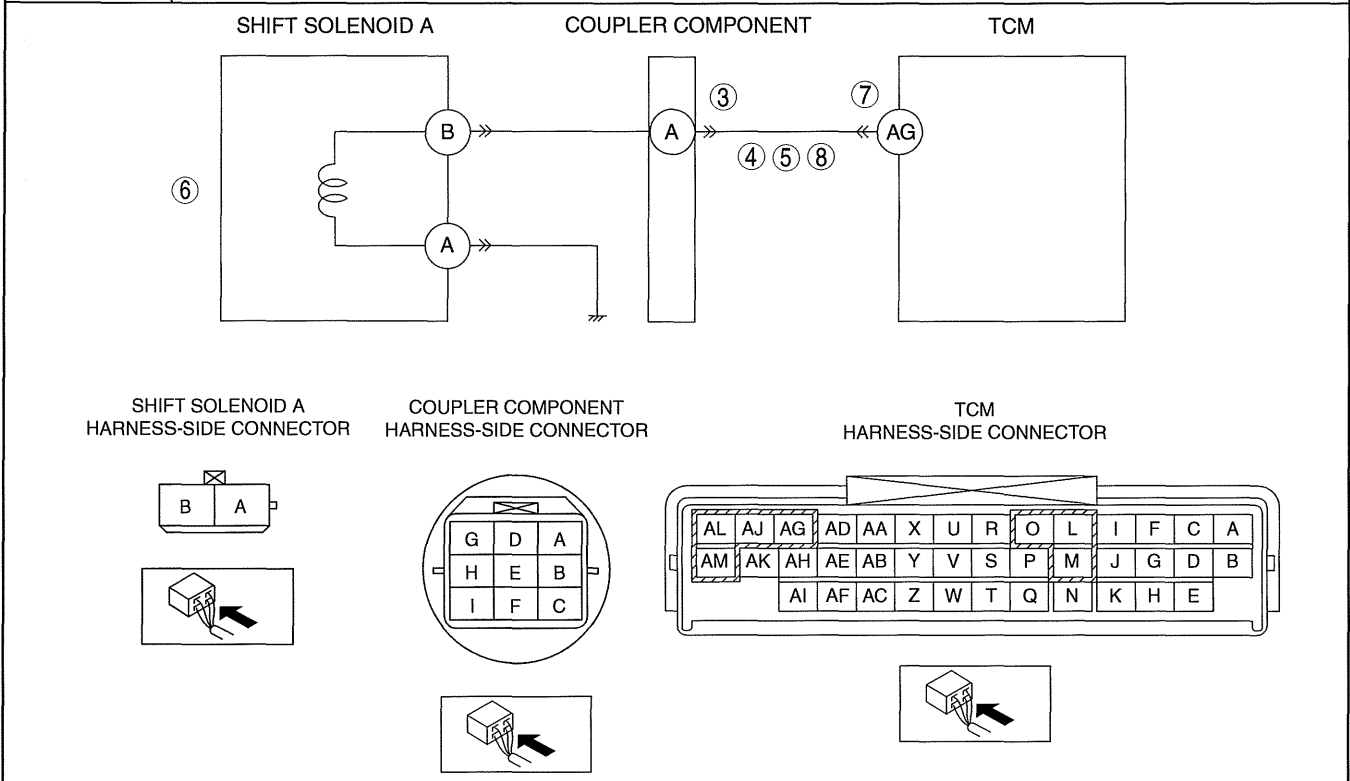 SHIFT SOLENOID A COUPLER COMPONENT TCM
③ ⑦
B A AG
④ ⑤ ⑧
⑥
A
SHIFT SOLENOID A
HARNESS-SIDE CONNECTOR
COUPLER COMPONENT
HARNESS-SIDE CONNECTOR
TCM
HARNESS-SIDE CONNECTOR
B A
G D A
H E B
I F C
AL AJ AG AD AA X U R O L I F C A
AM AK AH AE AB Y V S P M J G D B
AI AF AC Z W T Q N K H E